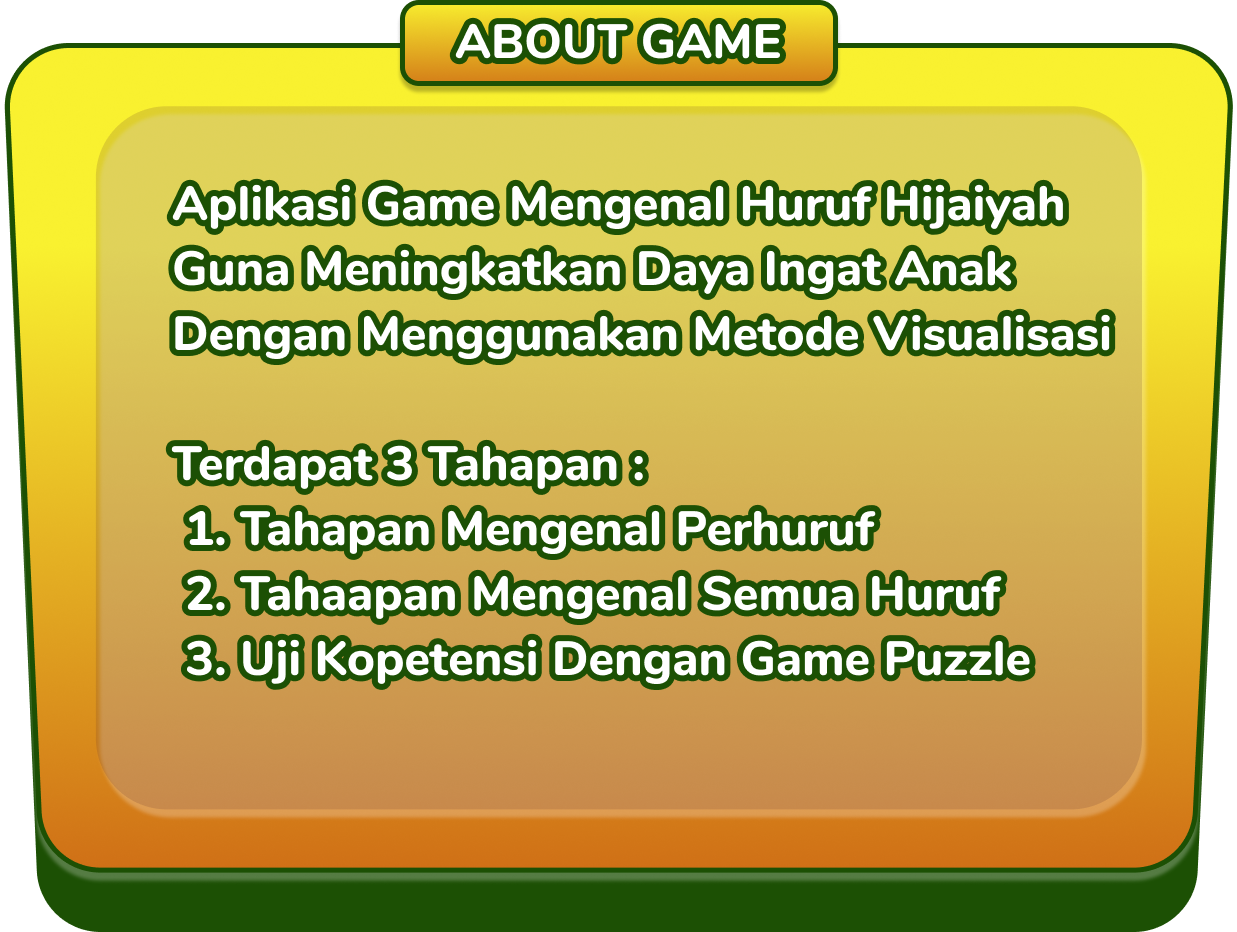 ABOUT GAME
Aplikasi Game Mengenal Huruf Hijaiyah
Guna Meningkatkan Daya Ingat Anak
Dengan Menggunakan Metode Visualisasi
Terdapat 3 Tahapan :
1. Tahapan Mengenal Perhuruf
2. Tahaapan Mengenal Semua Huruf
3. Uji Kopetensi Dengan Game Puzzle